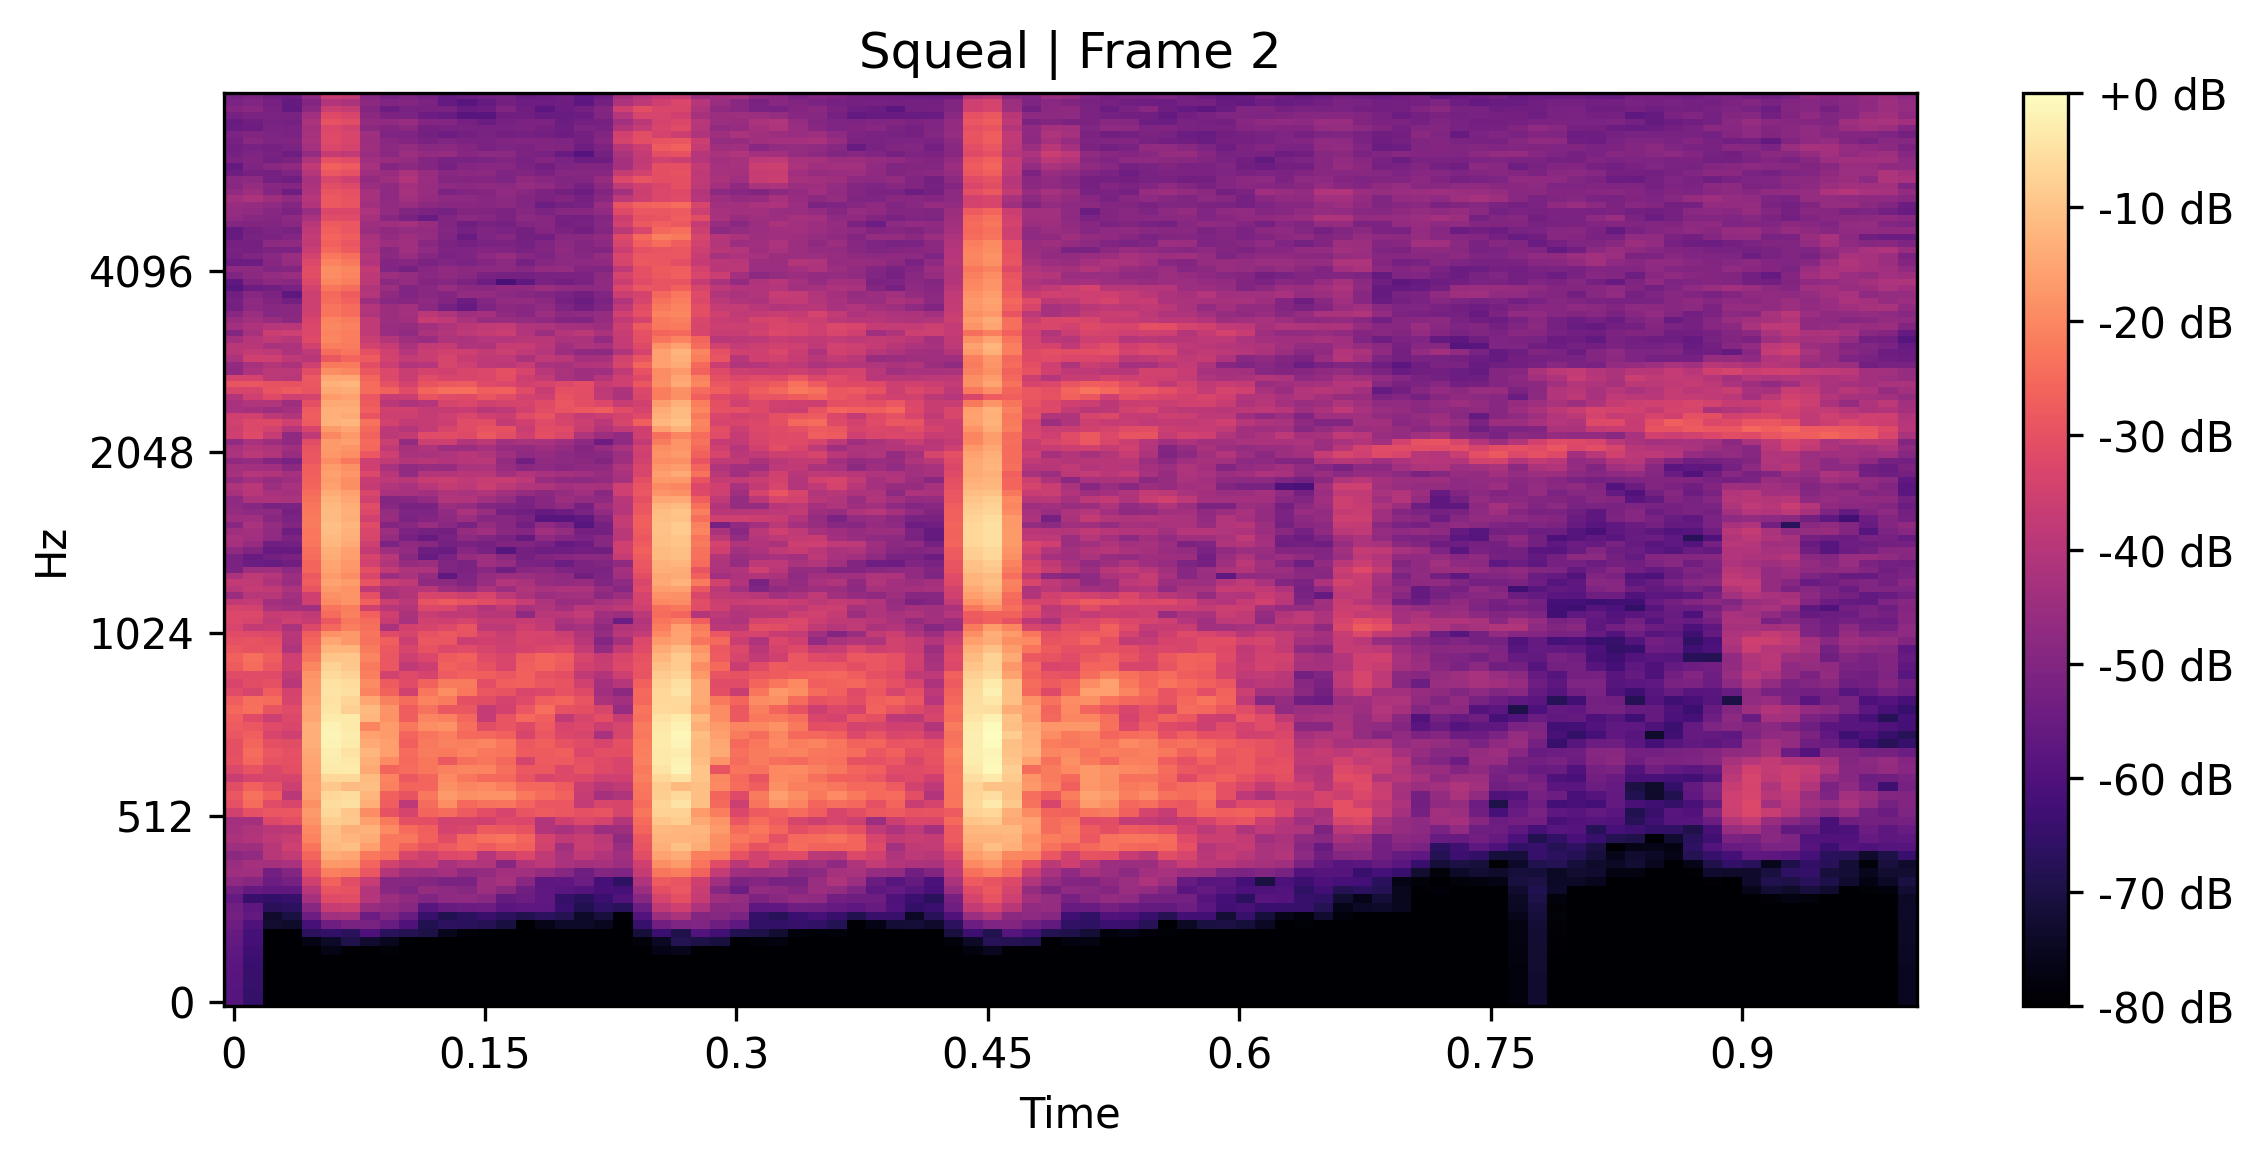 Squeal | Frame 2
+0 dB
-10 dB
-20 dB
-30 dB
-40 dB
-50 dB
-60 dB
-70 dB
-80 dB
Hz
4096
2048
1024
512
0
0 0.15 0.3 0.45 0.6 0.75 0.9
Time